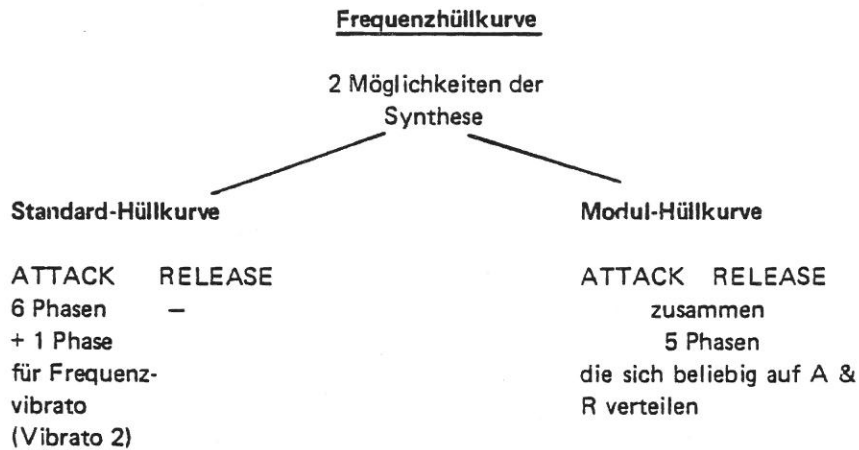 Frequenzhüllkurve
2 Möglichkeiten der
Synthese
Standard-Hüllkurve
ATTACK RELEASE
6 Phasen –
+ 1 Phase
für Frequenz-
vibrato
(Vibrato 2)
Modul-Hüllkurve
ATTACK RELEASE
zusammen
5 Phasen
die sich beliebig auf A &
R verteilen